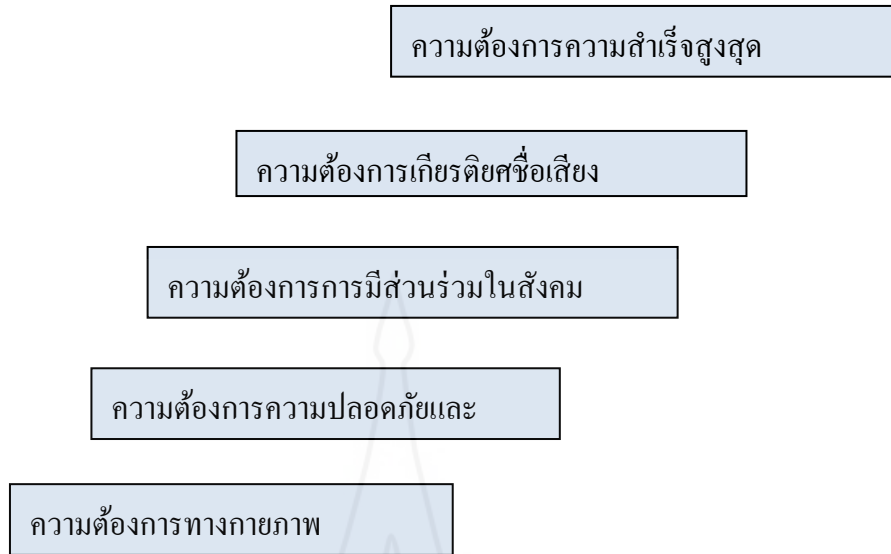 ความต้องการความสำเร็จสูงสุด
ความต้องการเกียรติยศชื่อเสียง
ความต้องการการมีส่วนร่วมในสังคม
ความต้องการความปลอดภัยและ
ความต้องการทางกายภาพ